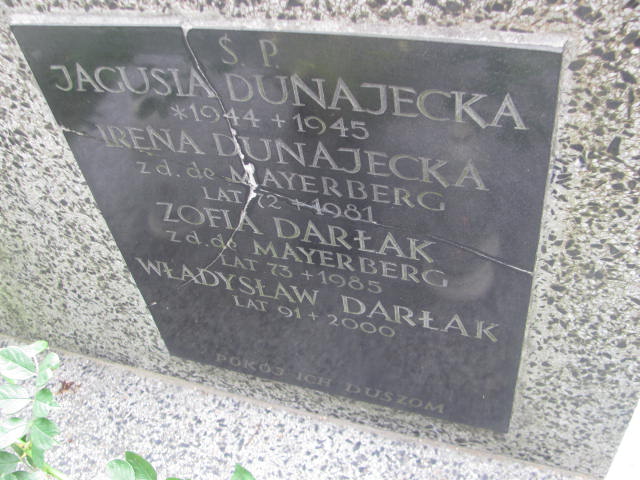 Ś. P.
JAGUSIA DUNAJECKA
*1944 + 1945
IRENA DUNAJECKA
z d. de MAYERBERG
LAT 72 + 1981
ZOFIA DARŁAK
z d. de MAYERBERG
LAT 73 + 1985
WŁADYSŁAW DARŁAK
LAT 91 + 2000
POKÓJ ICH DUSZOM